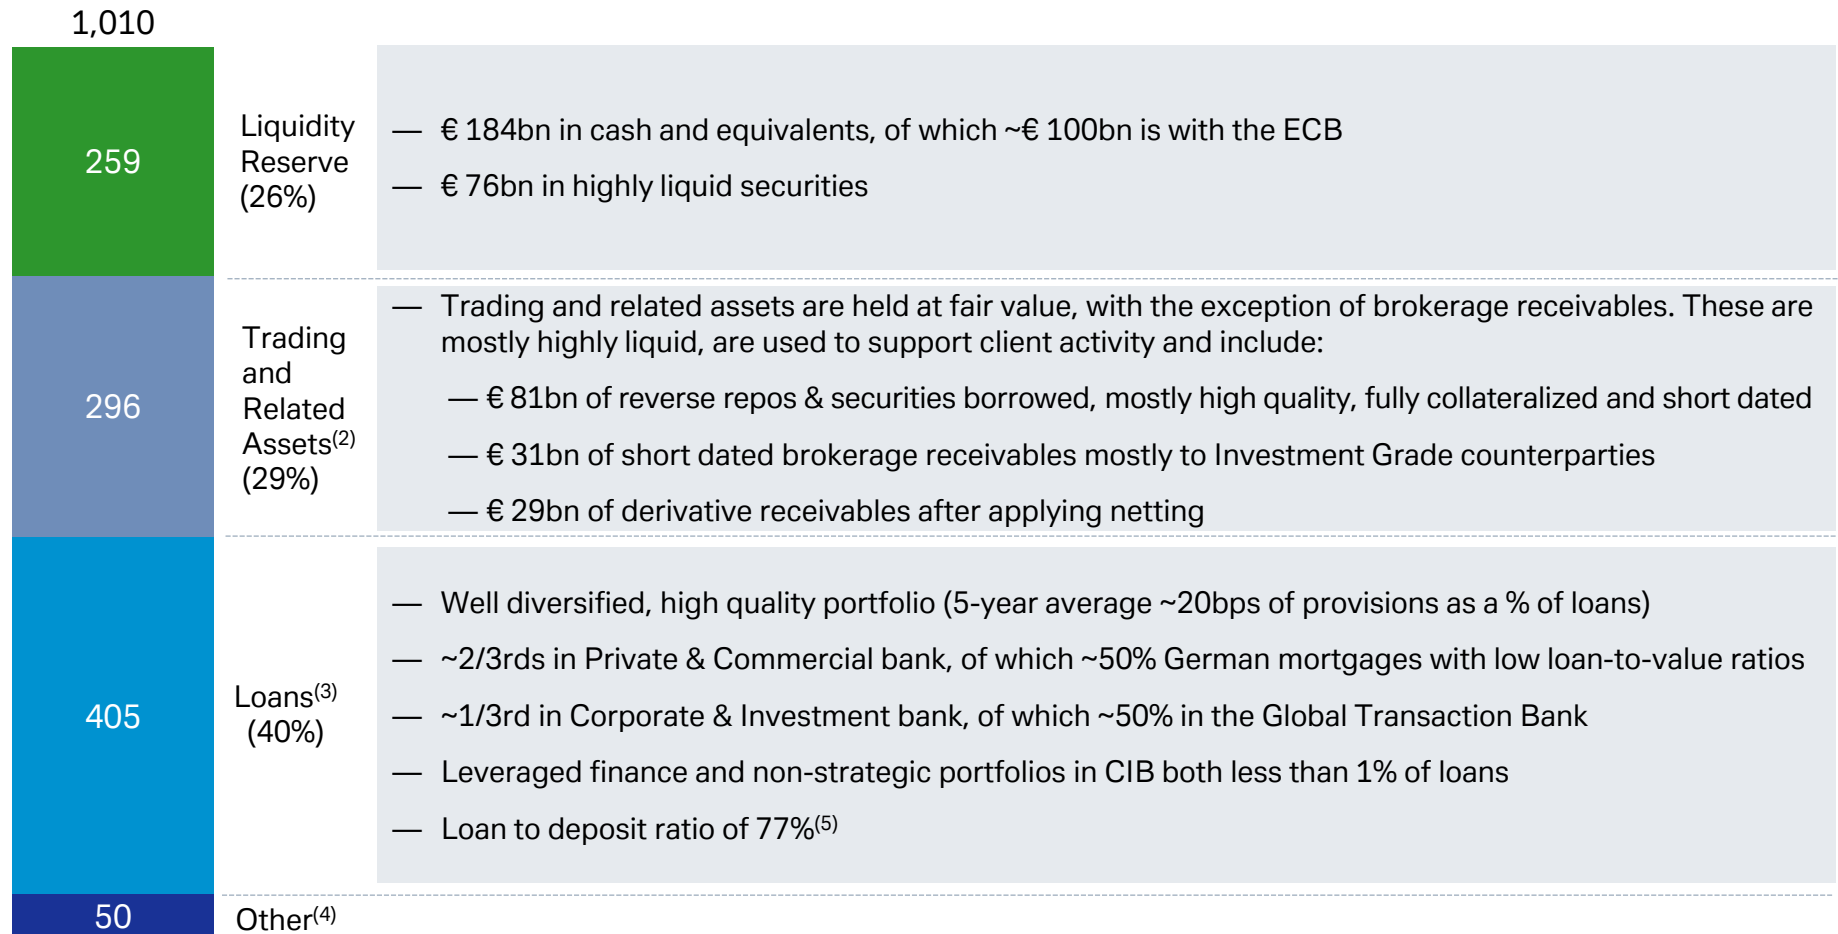 1,010
259
Liquidity
Reserve
(26%)
— € 184bn in cash and equivalents, of which ~€ 100bn is with the ECB
— € 76bn in highly liquid securities
296
Trading
and
Related
Assets(2)
(29%)
— Trading and related assets are held at fair value, with the exception of brokerage receivables. These are
mostly highly liquid, are used to support client activity and include:
— € 81bn of reverse repos & securities borrowed, mostly high quality, fully collateralized and short dated
— € 31bn of short dated brokerage receivables mostly to Investment Grade counterparties
— € 29bn of derivative receivables after applying netting
405
Loans(3)
(40%)
— Well diversified, high quality portfolio (5-year average ~20bps of provisions as a % of loans)
— ~2/3rds in Private & Commercial bank, of which ~50% German mortgages with low loan-to-value ratios
— ~1/3rd in Corporate & Investment bank, of which ~50% in the Global Transaction Bank
— Leveraged finance and non-strategic portfolios in CIB both less than 1% of loans
— Loan to deposit ratio of 77%(5)
50
Other(4)